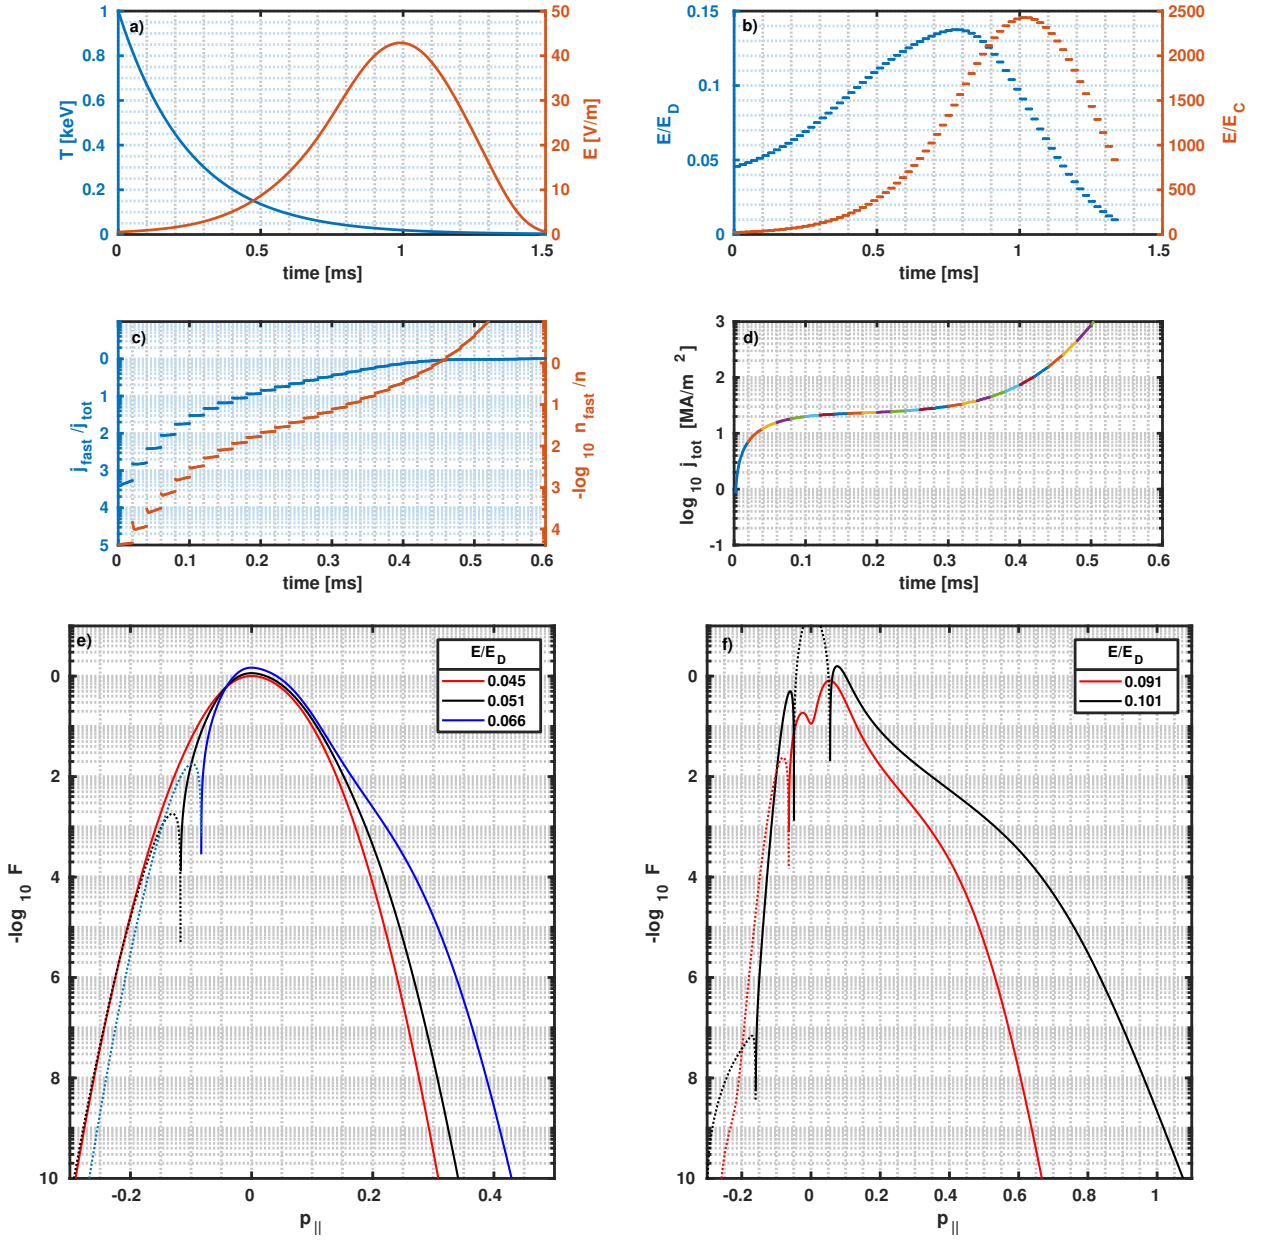 a)
T [keV]
1
0.8
0.6
0.4
0.2
0
50
40
30
20
10
0
E [V/m]
0 0.5 1 1.5
time [ms]
b)
E/E_D
0.15
0.1
0.05
0
2500
2000
1500
1000
500
0
E/E_C
0 0.5 1 1.5
time [ms]
c)
j_fast/j_tot
0
1
2
3
4
5
0
1
2
3
4
-log_10 n_fast/n
0 0.1 0.2 0.3 0.4 0.5 0.6
time [ms]
d)
log_10 j_tot [MA/m^2]
3
2
1
0
-1
0 0.1 0.2 0.3 0.4 0.5 0.6
time [ms]
e)
E/E_D
0.045
0.051
0.066
-log_10 F
0
2
4
6
8
10
-0.2 0 0.2 0.4
p_||
f)
E/E_D
0.091
0.101
-log_10 F
0
2
4
6
8
10
-0.2 0 0.2 0.4 0.6 0.8 1
p_||